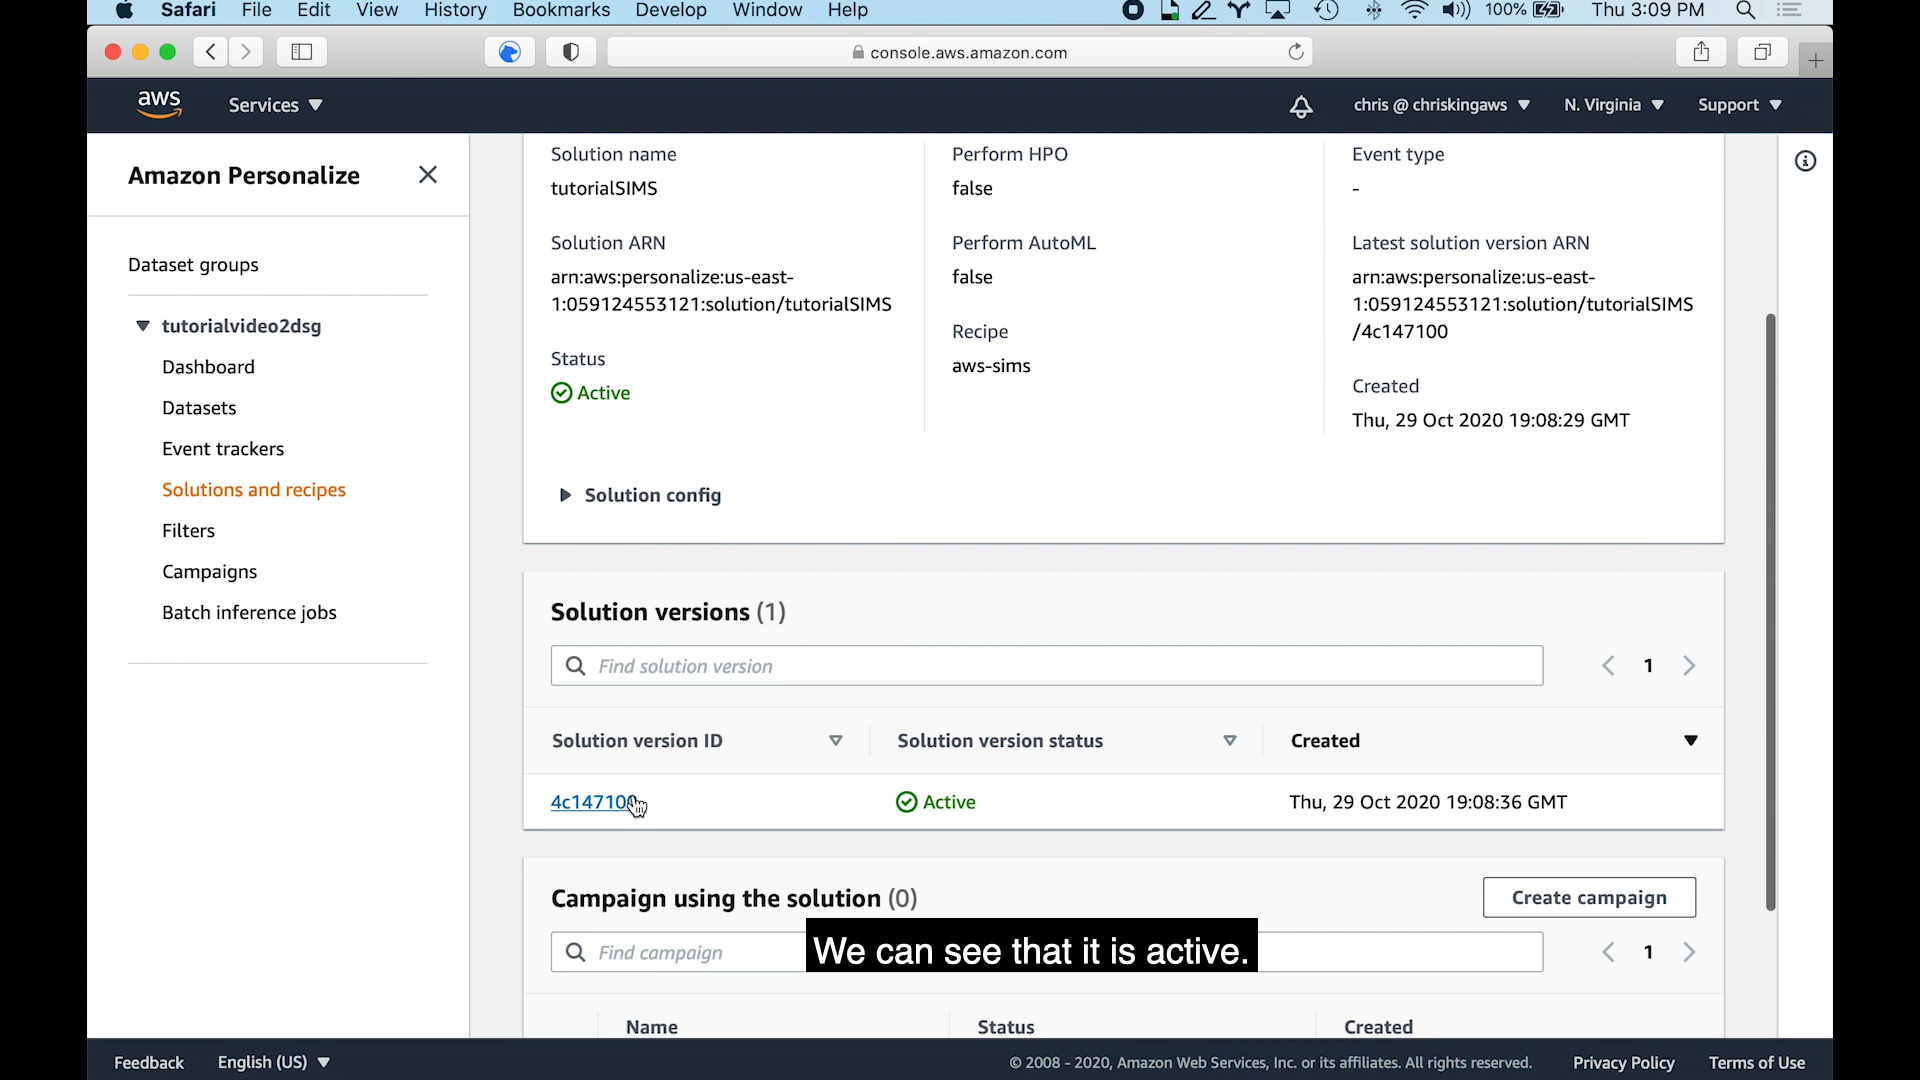 Safari File Edit View History Bookmarks Develop Window Help 100% Thu 3:09 PM
console.aws.amazon.com
aws Services chris @ chriskingaws N. Virginia Support
Amazon Personalize
Dataset groups
tutorialvideo2dsg
Dashboard
Datasets
Event trackers
Solutions and recipes
Filters
Campaigns
Batch inference jobs
Solution name
tutorialSIMS
Solution ARN
arn:aws:personalize:us-east-
1:059124553121:solution/tutorialSIMS
Status
Active
Perform HPO
false
Perform AutoML
false
Recipe
aws-sims
Event type
-
Latest solution version ARN
arn:aws:personalize:us-east-
1:059124553121:solution/tutorialSIMS
/4c147100
Created
Thu, 29 Oct 2020 19:08:29 GMT
Solution config
Solution versions (1)
Find solution version 1
Solution version ID Solution version status Created
4c147100 Active Thu, 29 Oct 2020 19:08:36 GMT
Campaign using the solution (0) Create campaign
Find campaign 1
We can see that it is active.
Name Status Created
Feedback English (US) © 2008 - 2020, Amazon Web Services, Inc. or its affiliates. All rights reserved. Privacy Policy Terms of Use